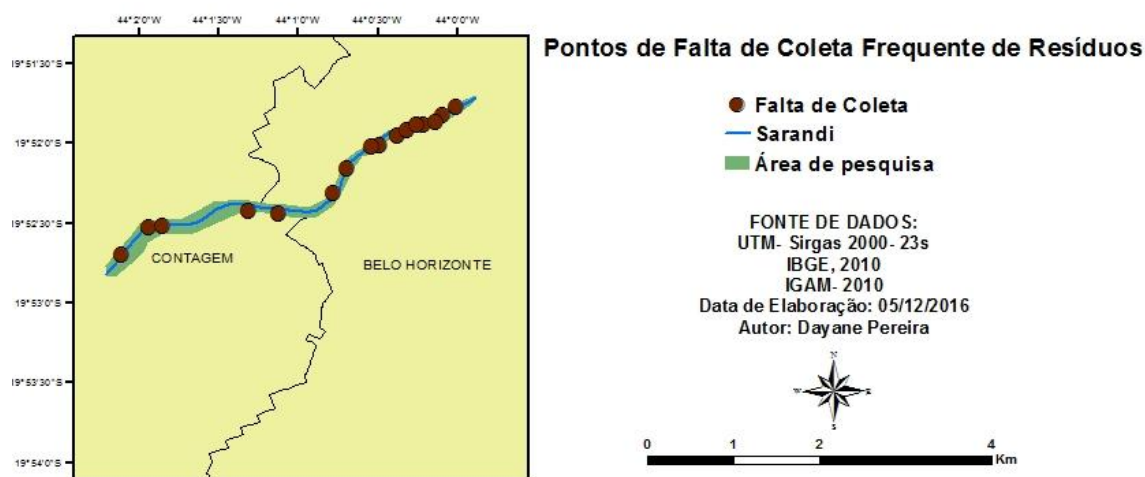 44°2'0"W 44°1'30"W 44°1'0"W 44°0'30"W 44°0'0"W
19°51'30"S
19°52'0"S
19°52'30"S
19°53'0"S
19°53'30"S
19°54'0"S
CONTAGEM
BELO HORIZONTE
Pontos de Falta de Coleta Frequente de Resíduos
Falta de Coleta
Sarandi
Área de pesquisa
FONTE DE DADOS:
UTM- Sirgas 2000- 23s
IBGE, 2010
IGAM- 2010
Data de Elaboração: 05/12/2016
Autor: Dayane Pereira
N
W E
S
0 1 2 4
Km